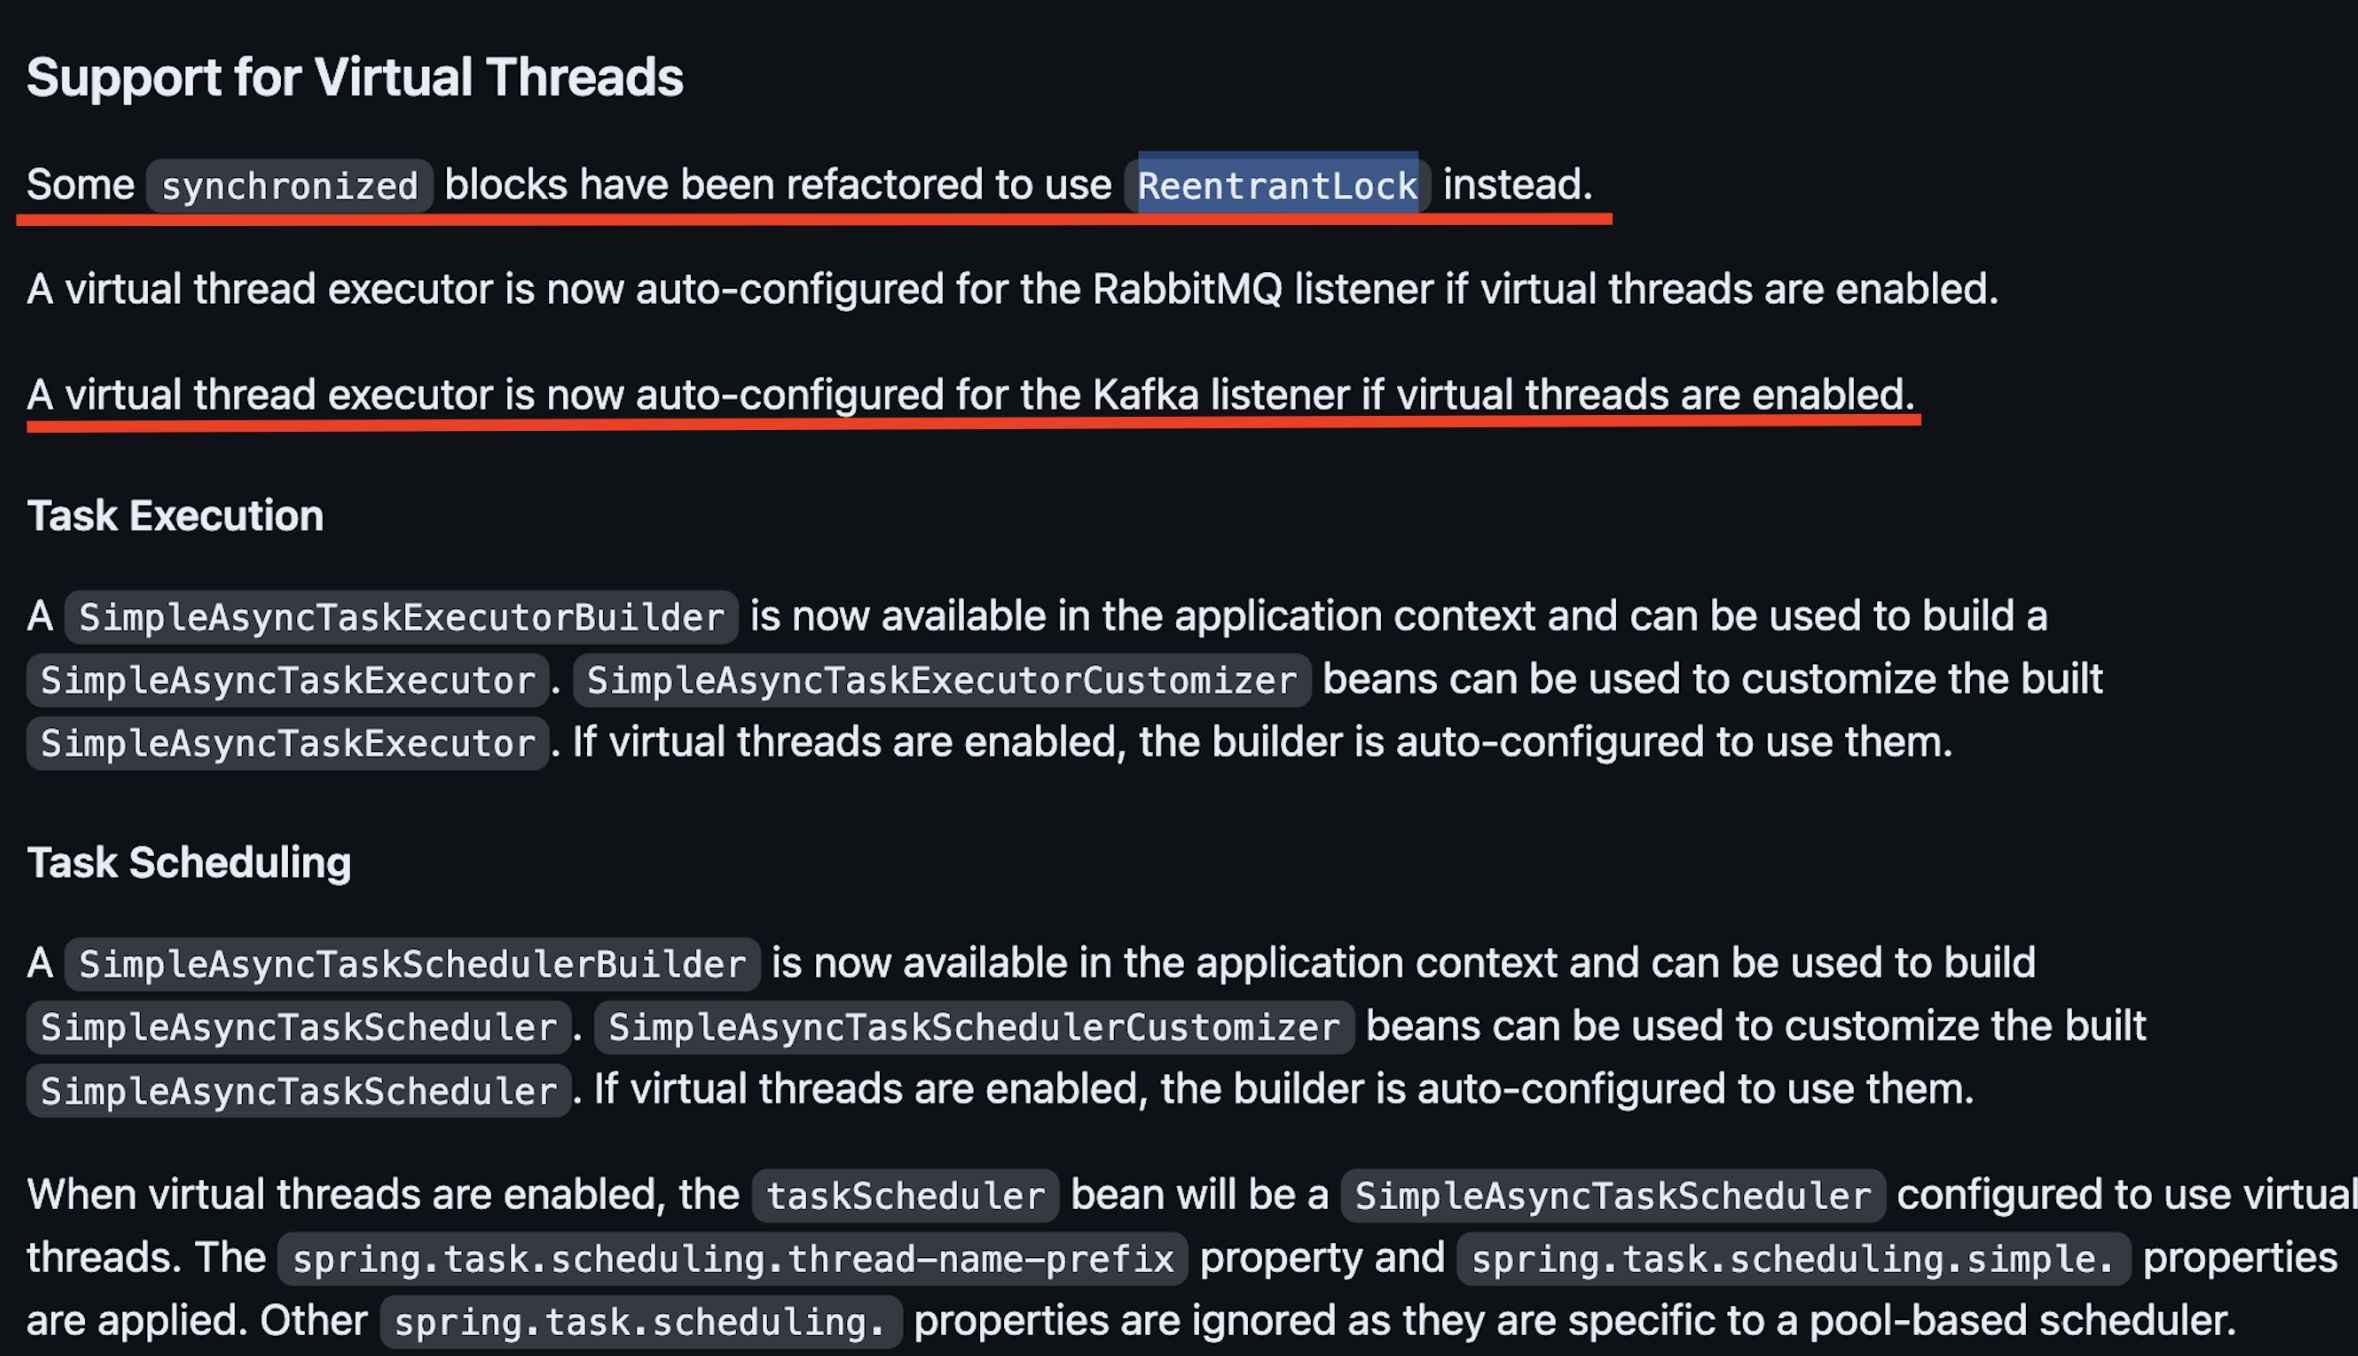 Support for Virtual Threads
Some synchronized blocks have been refactored to use ReentrantLock instead.
A virtual thread executor is now auto-configured for the RabbitMQ listener if virtual threads are enabled.
A virtual thread executor is now auto-configured for the Kafka listener if virtual threads are enabled.
Task Execution
A SimpleAsyncTaskExecutorBuilder is now available in the application context and can be used to build a
SimpleAsyncTaskExecutor. SimpleAsyncTaskExecutorCustomizer beans can be used to customize the built
SimpleAsyncTaskExecutor. If virtual threads are enabled, the builder is auto-configured to use them.
Task Scheduling
A SimpleAsyncTaskSchedulerBuilder is now available in the application context and can be used to build
SimpleAsyncTaskScheduler. SimpleAsyncTaskSchedulerCustomizer beans can be used to customize the built
SimpleAsyncTaskScheduler. If virtual threads are enabled, the builder is auto-configured to use them.
When virtual threads are enabled, the taskScheduler bean will be a SimpleAsyncTaskScheduler configured to use virtual
threads. The spring.task.scheduling.thread-name-prefix property and spring.task.scheduling.simple. properties
are applied. Other spring.task.scheduling. properties are ignored as they are specific to a pool-based scheduler.